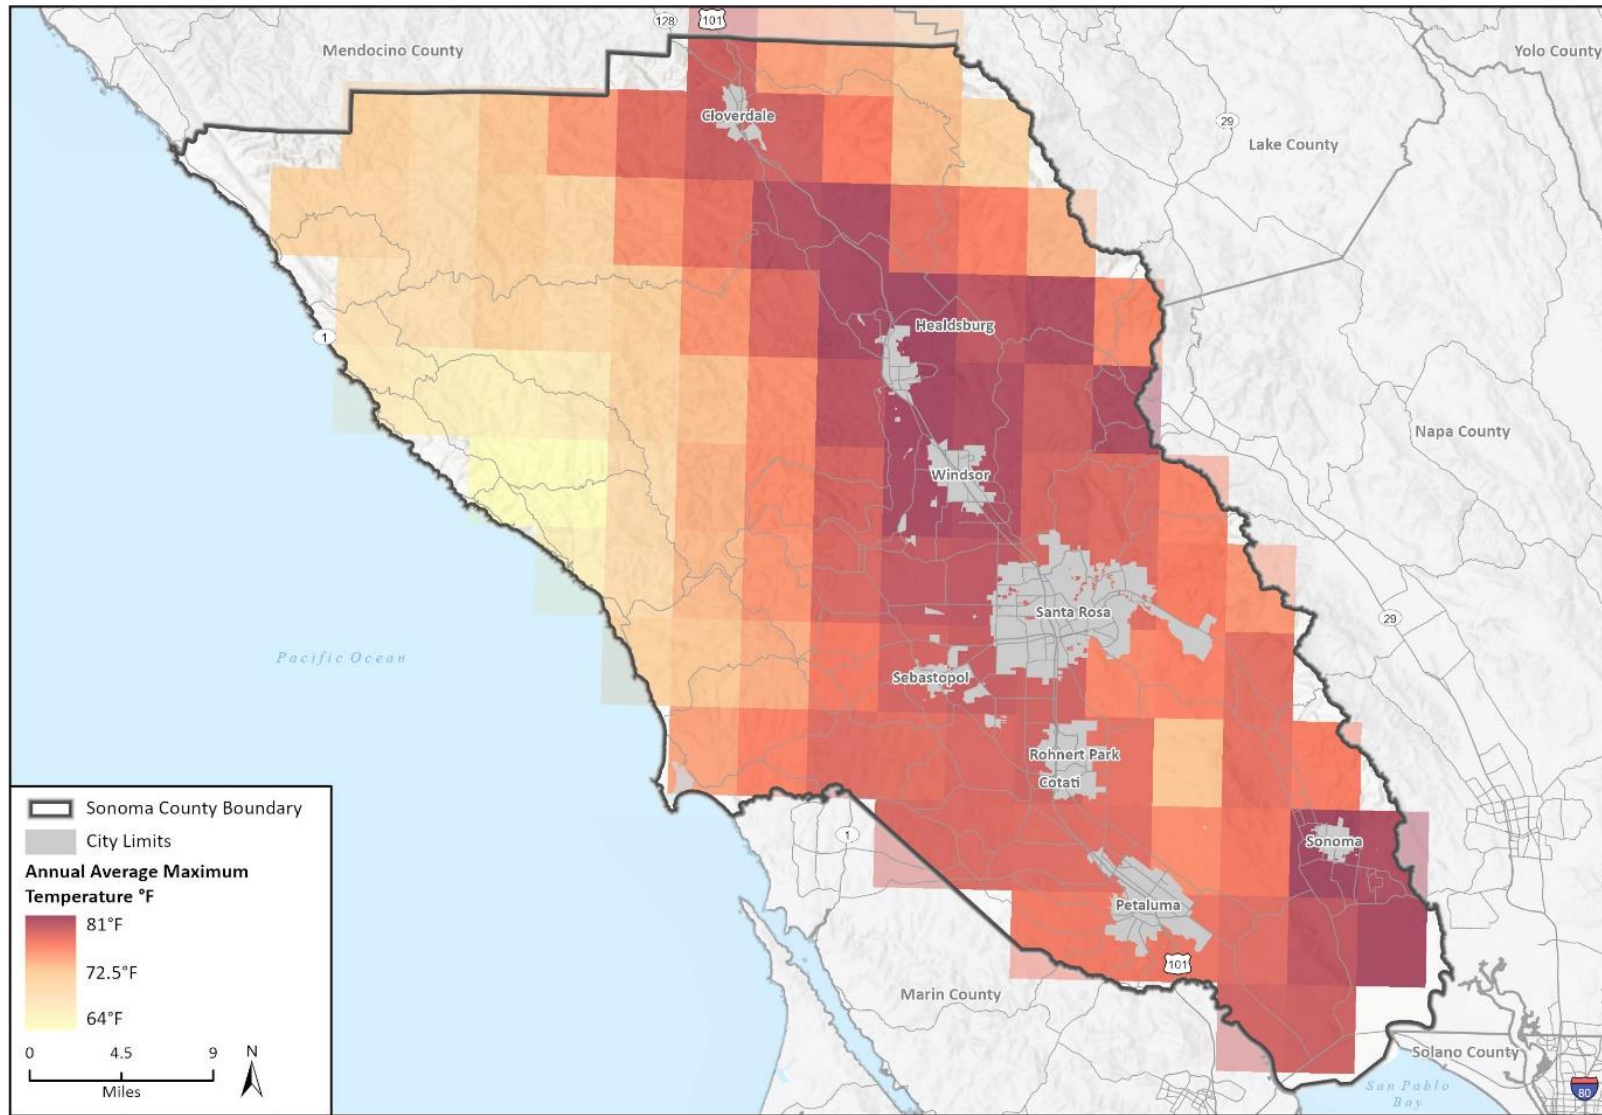 128
101
Mendocino County
Yolo County
Cloverdale
29
Lake County
Healdsburg
1
Napa County
Windsor
Santa Rosa
29
Pacific Ocean
Sebastopol
Rohnert Park
Cotati
1
Sonoma
Petaluma
101
Marin County
Solano County
San Pablo
Bay
80
Sonoma County Boundary
City Limits
Annual Average Maximum
Temperature °F
81°F
72.5°F
64°F
0 4.5 9 N
Miles